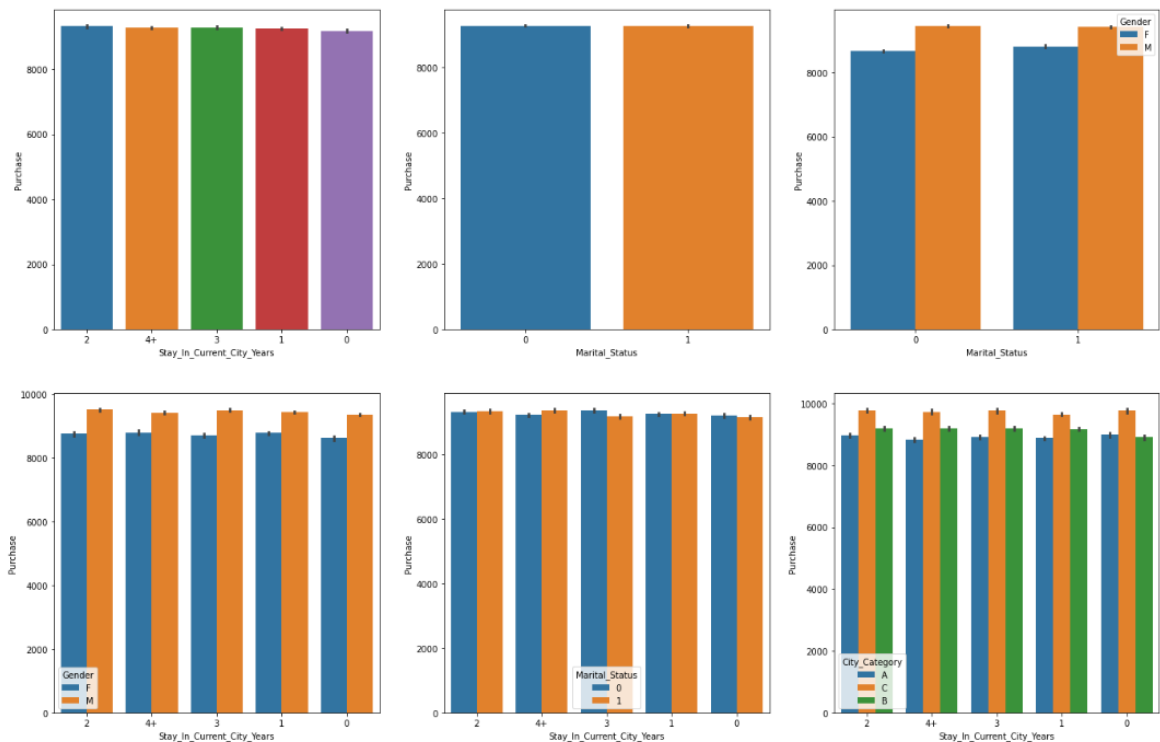 Purchase
8000
6000
4000
2000
0
2 4+ 3 1 0
Stay_In_Current_City_Years
Purchase
8000
6000
4000
2000
0
0 1
Marital_Status
Purchase
8000
6000
4000
2000
0
Gender
F
M
0 1
Marital_Status
Purchase
10000
8000
6000
4000
2000
0
Gender
F
M
2 4+ 3 1 0
Stay_In_Current_City_Years
Purchase
8000
6000
4000
2000
0
Marital_Status
0
1
2 4+ 3 1 0
Stay_In_Current_City_Years
Purchase
10000
8000
6000
4000
2000
0
City_Category
A
C
B
2 4+ 3 1 0
Stay_In_Current_City_Years